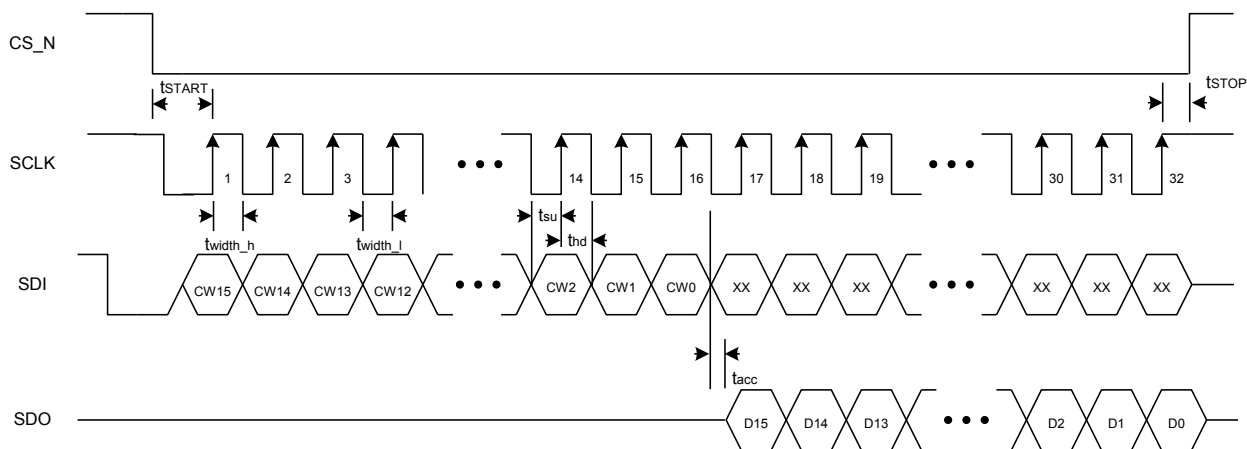 CS_N
tSTART
tSTOP
SCLK
1 2 3 14 15 16 17 18 19 30 31 32
twidth_h twidth_l tsu thd
SDI
CW15 CW14 CW13 CW12 CW2 CW1 CW0 XX XX XX XX XX XX
tacc
SDO
D15 D14 D13 D2 D1 D0